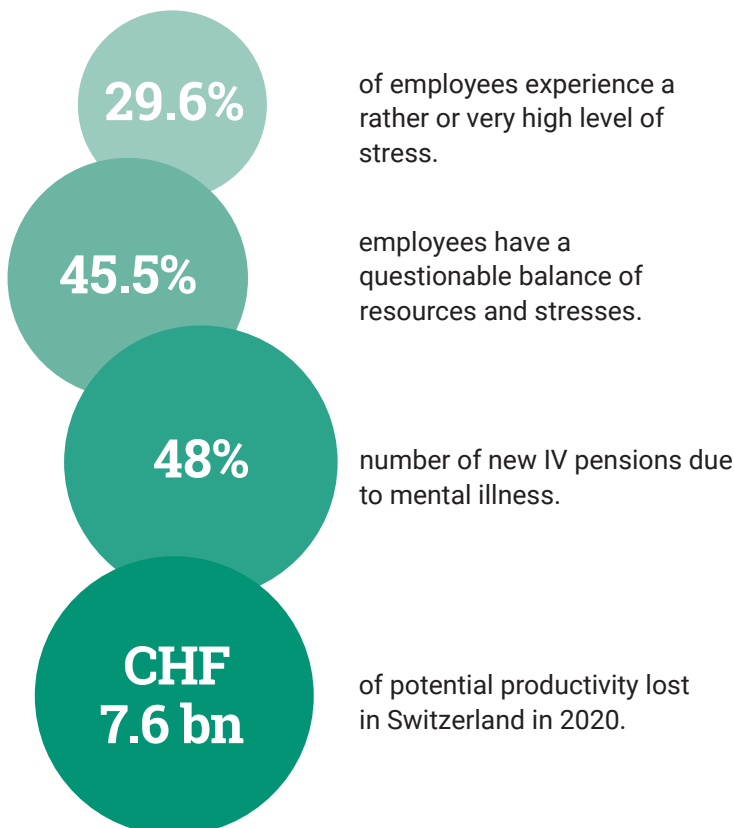 29.6%
of employees experience a
rather or very high level of
stress.
45.5%
employees have a
questionable balance of
resources and stresses.
48%
number of new IV pensions due
to mental illness.
CHF
7.6 bn
of potential productivity lost
in Switzerland in 2020.